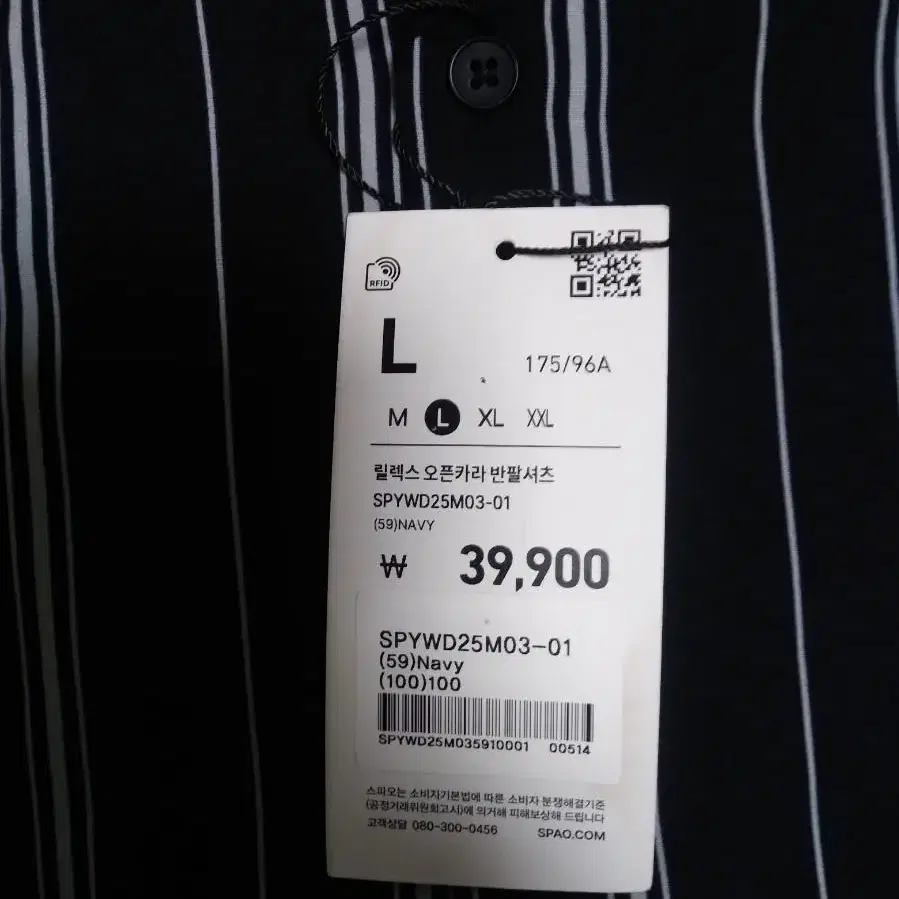 RFID
L
175/96A
M L XL XXL
릴렉스 오픈카라 반팔셔츠
SPYWD25M03-01
(59)NAVY
₩ 39,900
SPYWD25M03-01
(59)Navy
(100)100
SPYWD25M035910001 00514
스파오는 소비자기본법에 따른 소비자 분쟁해결기준
(공정거래위원회고시)에 의거해 피해보상해 드립니다
고객상담 080-300-0456 SPAO.COM